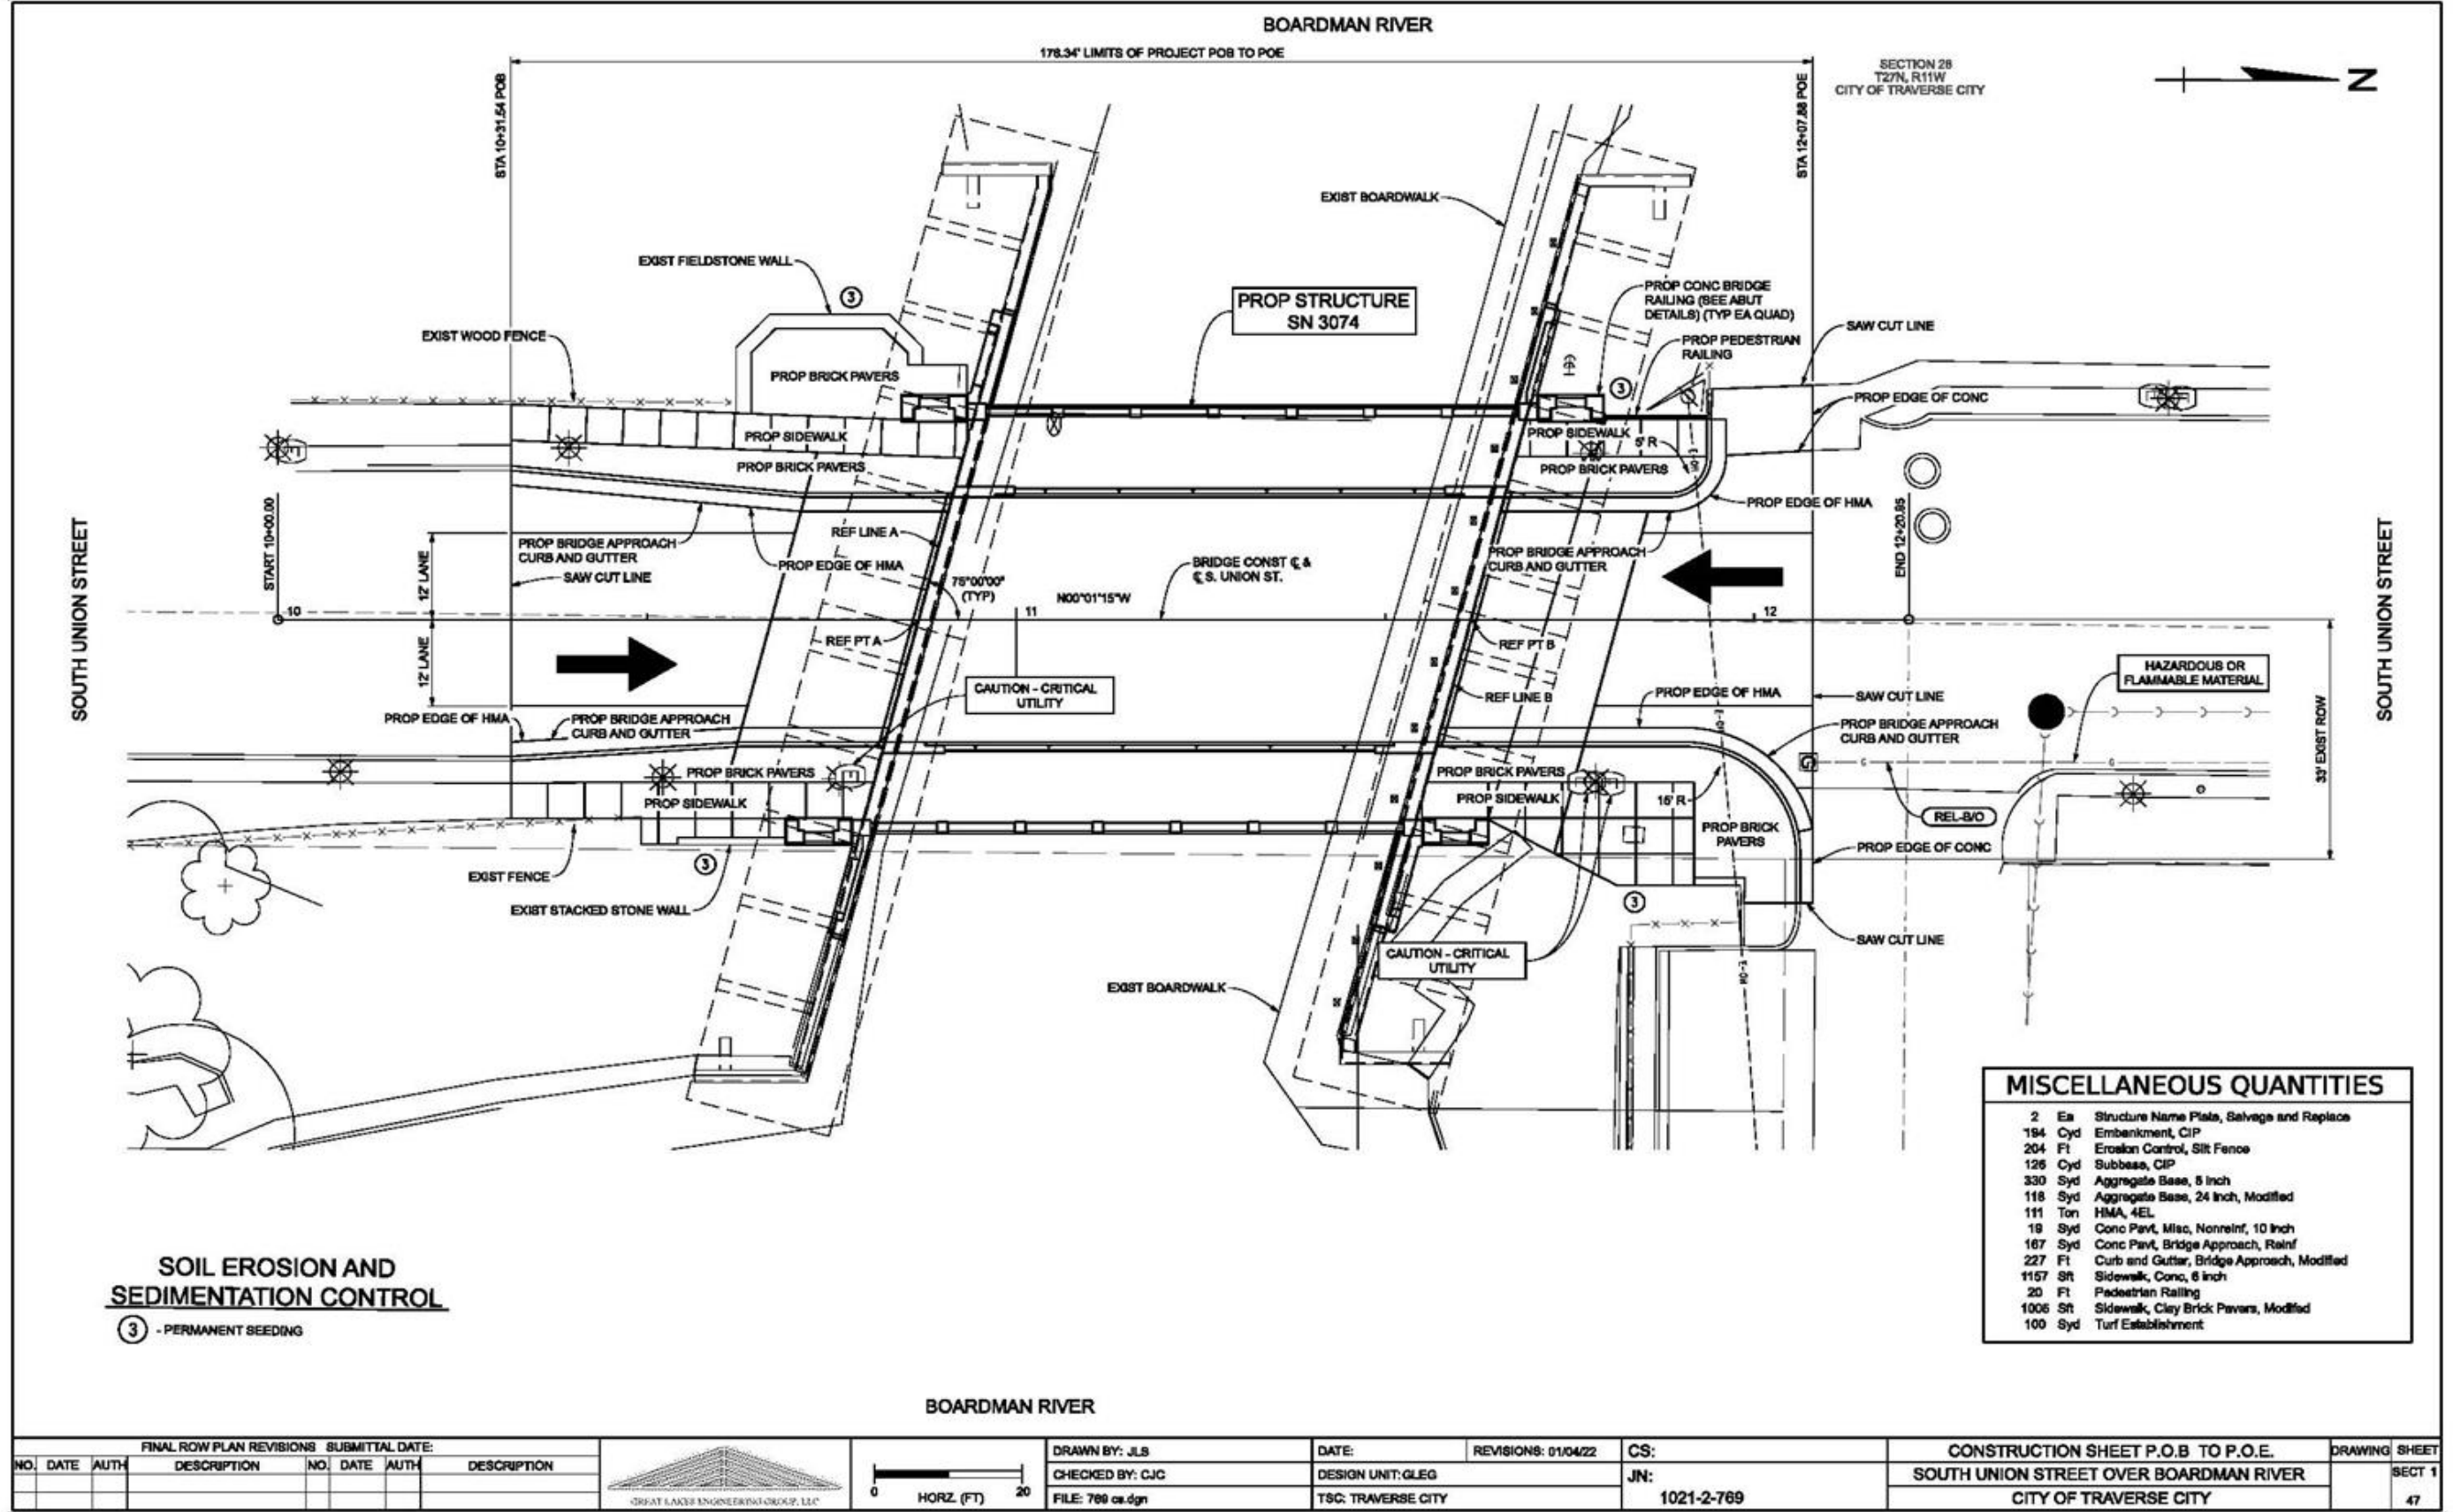 BOARDMAN RIVER
178.34' LIMITS OF PROJECT POB TO POE
SECTION 28
T27N, R11W
CITY OF TRAVERSE CITY
N
STA 10+31.54 POB
STA 12+07.88 POE
EXIST BOARDWALK
EXIST FIELDSTONE WALL
3
PROP STRUCTURE
SN 3074
PROP CONC BRIDGE
RAILING (SEE ABUT
DETAILS) (TYP EA QUAD)
SAW CUT LINE
EXIST WOOD FENCE
PROP PEDESTRIAN
RAILING
PROP BRICK PAVERS
3
PROP EDGE OF CONC
PROP SIDEWALK
PROP SIDEWALK
5' R
PROP BRICK PAVERS
PROP BRICK PAVERS
PROP EDGE OF HMA
START 10+00.00
END 12+20.95
SOUTH UNION STREET
SOUTH UNION STREET
REF LINE A
PROP BRIDGE APPROACH
CURB AND GUTTER
PROP EDGE OF HMA
SAW CUT LINE
12' LANE
75°00'00"
(TYP)
BRIDGE CONST ℄ &
℄ S. UNION ST.
PROP BRIDGE APPROACH
CURB AND GUTTER
N00°01'15"W
10
11
12
12' LANE
REF PT A
REF PT B
HAZARDOUS OR
FLAMMABLE MATERIAL
CAUTION - CRITICAL
UTILITY
REF LINE B
PROP EDGE OF HMA
SAW CUT LINE
PROP EDGE OF HMA
PROP BRIDGE APPROACH
CURB AND GUTTER
PROP BRIDGE APPROACH
CURB AND GUTTER
33' EXIST ROW
PROP BRICK PAVERS
PROP BRICK PAVERS
PROP SIDEWALK
PROP SIDEWALK
15' R
REL-B/O
PROP BRICK
PAVERS
PROP EDGE OF CONC
3
EXIST FENCE
EXIST STACKED STONE WALL
3
SAW CUT LINE
CAUTION - CRITICAL
UTILITY
EXIST BOARDWALK
MISCELLANEOUS QUANTITIES
2 Ea Structure Name Plate, Salvage and Replace
194 Cyd Embankment, CIP
204 Ft Erosion Control, Silt Fence
126 Cyd Subbase, CIP
330 Syd Aggregate Base, 8 Inch
118 Syd Aggregate Base, 24 Inch, Modified
111 Ton HMA, 4EL
19 Syd Conc Pavt, Misc, Nonreinf, 10 Inch
167 Syd Conc Pavt, Bridge Approach, Reinf
227 Ft Curb and Gutter, Bridge Approach, Modified
1157 Sft Sidewalk, Conc, 6 inch
20 Ft Pedestrian Railing
1006 Sft Sidewalk, Clay Brick Pavers, Modifed
100 Syd Turf Establishment
SOIL EROSION AND
SEDIMENTATION CONTROL
3 - PERMANENT SEEDING
BOARDMAN RIVER
FINAL ROW PLAN REVISIONS SUBMITTAL DATE:
NO. DATE AUTH DESCRIPTION NO. DATE AUTH DESCRIPTION
GREAT LAKES ENGINEERING GROUP, LLC
0 HORZ. (FT) 20
DRAWN BY: JLS
CHECKED BY: CJC
FILE: 769 cs.dgn
DATE:
REVISIONS: 01/04/22
DESIGN UNIT: GLEG
TSC: TRAVERSE CITY
CS:
JN:
1021-2-769
CONSTRUCTION SHEET P.O.B TO P.O.E.
SOUTH UNION STREET OVER BOARDMAN RIVER
CITY OF TRAVERSE CITY
DRAWING SHEET
SECT 1
47